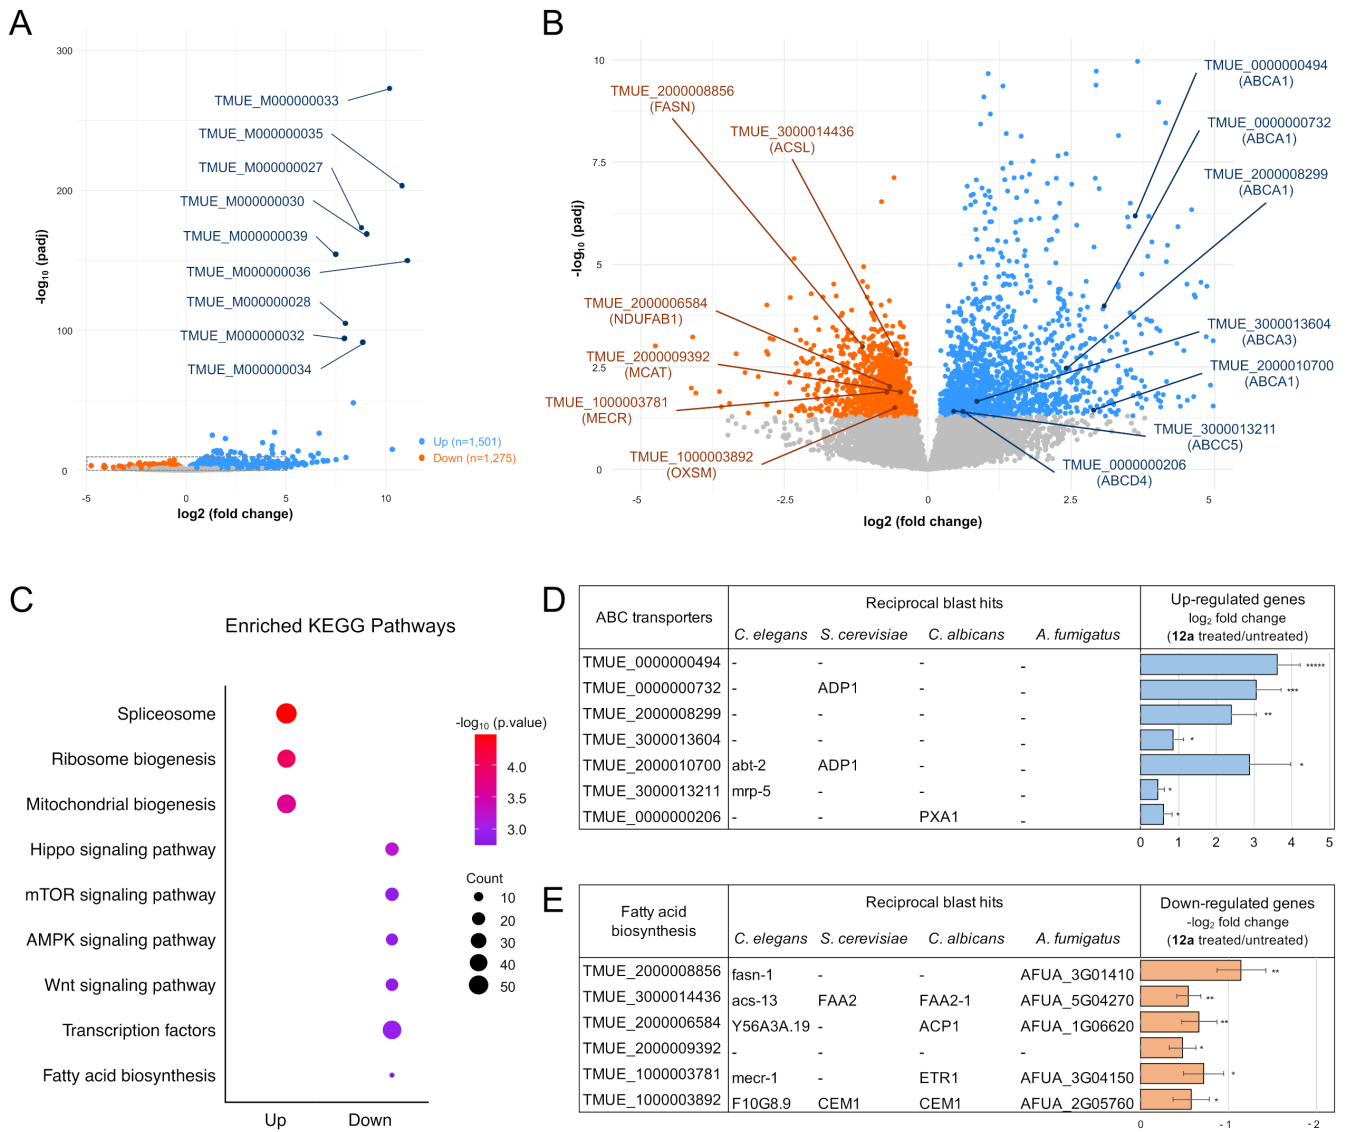 A
300
200
100
0
-5
0
5
10
-log10 (padj)
log2 (fold change)
TMUE_M000000033
TMUE_M000000035
TMUE_M000000027
TMUE_M000000030
TMUE_M000000039
TMUE_M000000036
TMUE_M000000028
TMUE_M000000032
TMUE_M000000034
Up (n=1,501)
Down (n=1,275)
B
10
7.5
5
2.5
0
-5
-2.5
0
2.5
5
-log10 (padj)
log2 (fold change)
TMUE_2000008856
(FASN)
TMUE_3000014436
(ACSL)
TMUE_2000006584
(NDUFAB1)
TMUE_2000009392
(MCAT)
TMUE_1000003781
(MECR)
TMUE_1000003892
(OXSM)
TMUE_0000000494
(ABCA1)
TMUE_0000000732
(ABCA1)
TMUE_2000008299
(ABCA1)
TMUE_3000013604
(ABCA3)
TMUE_2000010700
(ABCA1)
TMUE_3000013211
(ABCC5)
TMUE_0000000206
(ABCD4)
C
Enriched KEGG Pathways
Spliceosome
Ribosome biogenesis
Mitochondrial biogenesis
Hippo signaling pathway
mTOR signaling pathway
AMPK signaling pathway
Wnt signaling pathway
Transcription factors
Fatty acid biosynthesis
Up Down
-log10 (p.value)
4.0
3.5
3.0
Count
10
20
30
40
50
D
ABC transporters
Reciprocal blast hits
C. elegans S. cerevisiae C. albicans A. fumigatus
Up-regulated genes
log2 fold change
(12a treated/untreated)
TMUE_0000000494 - - - - *****
TMUE_0000000732 - ADP1 - - ***
TMUE_2000008299 - - - - **
TMUE_3000013604 - - - - *
TMUE_2000010700 abt-2 ADP1 - - *
TMUE_3000013211 mrp-5 - - - *
TMUE_0000000206 - - PXA1 - *
0 1 2 3 4 5
E
Fatty acid
biosynthesis
Reciprocal blast hits
C. elegans S. cerevisiae C. albicans A. fumigatus
Down-regulated genes
-log2 fold change
(12a treated/untreated)
TMUE_2000008856 fasn-1 - - AFUA_3G01410 **
TMUE_3000014436 acs-13 FAA2 FAA2-1 AFUA_5G04270 **
TMUE_2000006584 Y56A3A.19 - ACP1 AFUA_1G06620 **
TMUE_2000009392 - - - - *
TMUE_1000003781 mecr-1 - ETR1 AFUA_3G04150 *
TMUE_1000003892 F10G8.9 CEM1 CEM1 AFUA_2G05760 *
0 - 1 - 2